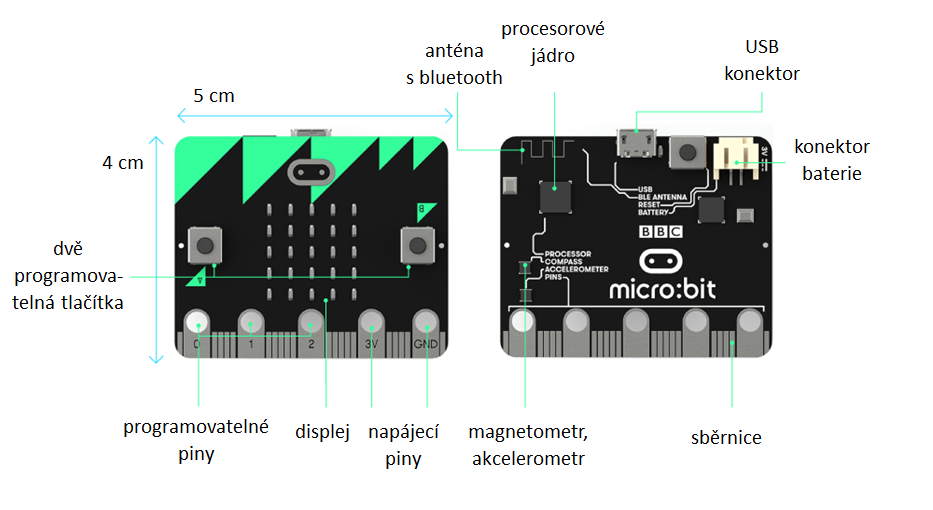 procesorové
jádro
anténa
s bluetooth
USB
konektor
5 cm
4 cm
konektor
baterie
3V
B
USB
BLE ANTENNA
RESET
BATTERY
BBC
dvě
programova-
telná tlačítka
A
PROCESSOR
COMPASS
ACCELEROMETER
PINS
micro:bit
0 1 2 3V GND
programovatelné
piny
displej
napájecí
piny
magnetometr,
akcelerometr
sběrnice